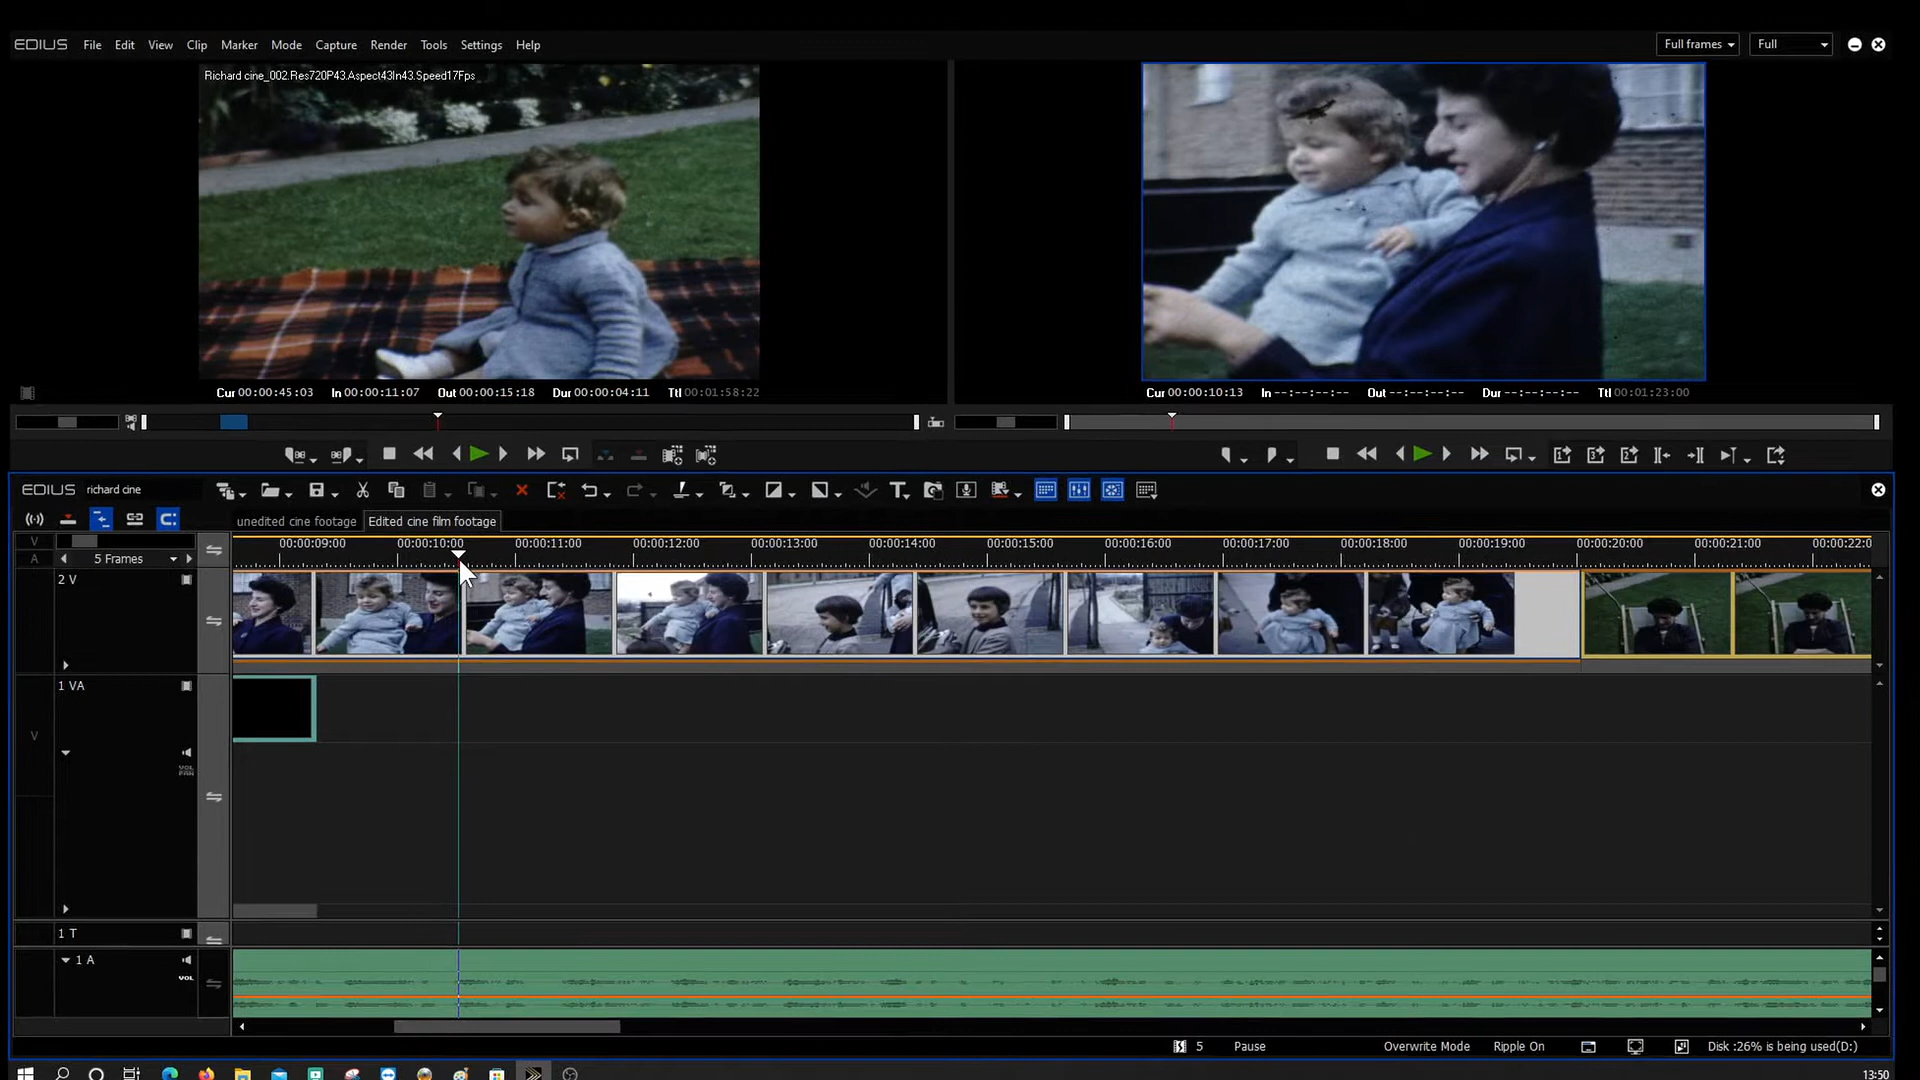 EDIUS File Edit View Clip Marker Mode Capture Render Tools Settings Help Full frames Full
Richard cine_002.Res720P43.Aspect43In43.Speed17Fps
Cur 00:00:45:03 In 00:00:11:07 Out 00:00:15:18 Dur 00:00:04:11 Ttl 00:01:58:22
Cur 00:00:10:13 In --:--:--:-- Out --:--:--:-- Dur --:--:--:-- Ttl 00:01:23:00
EDIUS richard cine
unedited cine footage Edited cine film footage
V
A 5 Frames
00:00:09:00 00:00:10:00 00:00:11:00 00:00:12:00 00:00:13:00 00:00:14:00 00:00:15:00 00:00:16:00 00:00:17:00 00:00:18:00 00:00:19:00 00:00:20:00 00:00:21:00 00:00:22:0
2 V
1 VA
V
VOL
PAN
1 T
1 A
VOL
5 Pause Overwrite Mode Ripple On Disk :26% is being used(D:)
13:50